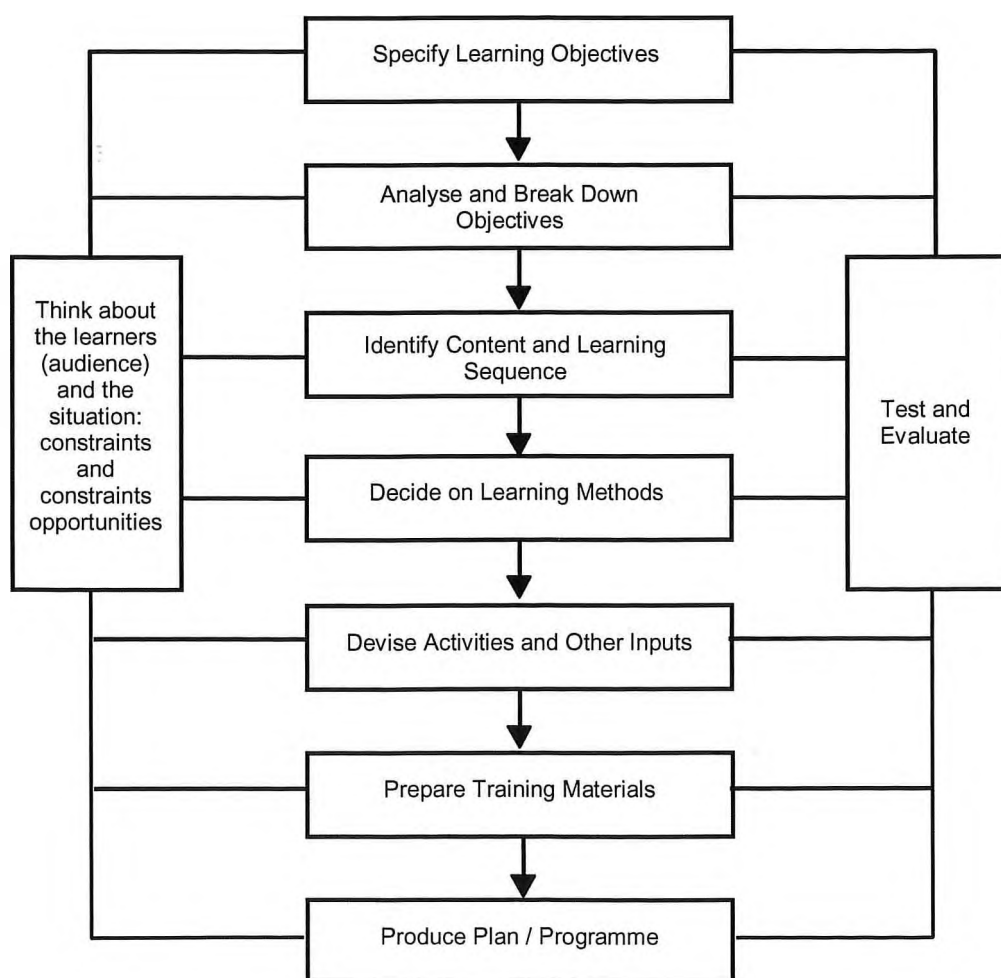 Specify Learning Objectives
Analyse and Break Down
Objectives
Think about
the learners
(audience)
and the
situation:
constraints
and
constraints
opportunities
Identify Content and Learning
Sequence
Test and
Evaluate
Decide on Learning Methods
Devise Activities and Other Inputs
Prepare Training Materials
Produce Plan / Programme